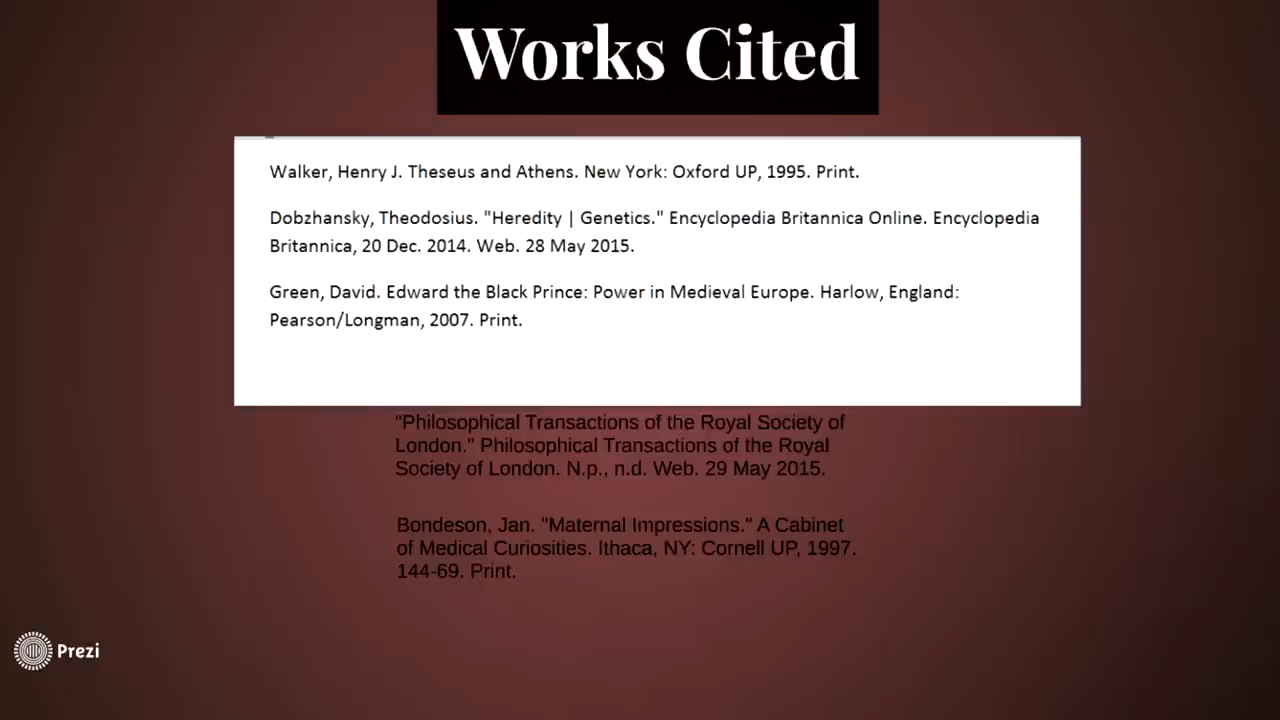 Works Cited
Walker, Henry J. Theseus and Athens. New York: Oxford UP, 1995. Print.
Dobzhansky, Theodosius. "Heredity | Genetics." Encyclopedia Britannica Online. Encyclopedia
Britannica, 20 Dec. 2014. Web. 28 May 2015.
Green, David. Edward the Black Prince: Power in Medieval Europe. Harlow, England:
Pearson/Longman, 2007. Print.
"Philosophical Transactions of the Royal Society of
London." Philosophical Transactions of the Royal
Society of London. N.p., n.d. Web. 29 May 2015.
Bondeson, Jan. "Maternal Impressions." A Cabinet
of Medical Curiosities. Ithaca, NY: Cornell UP, 1997.
144-69. Print.
Prezi